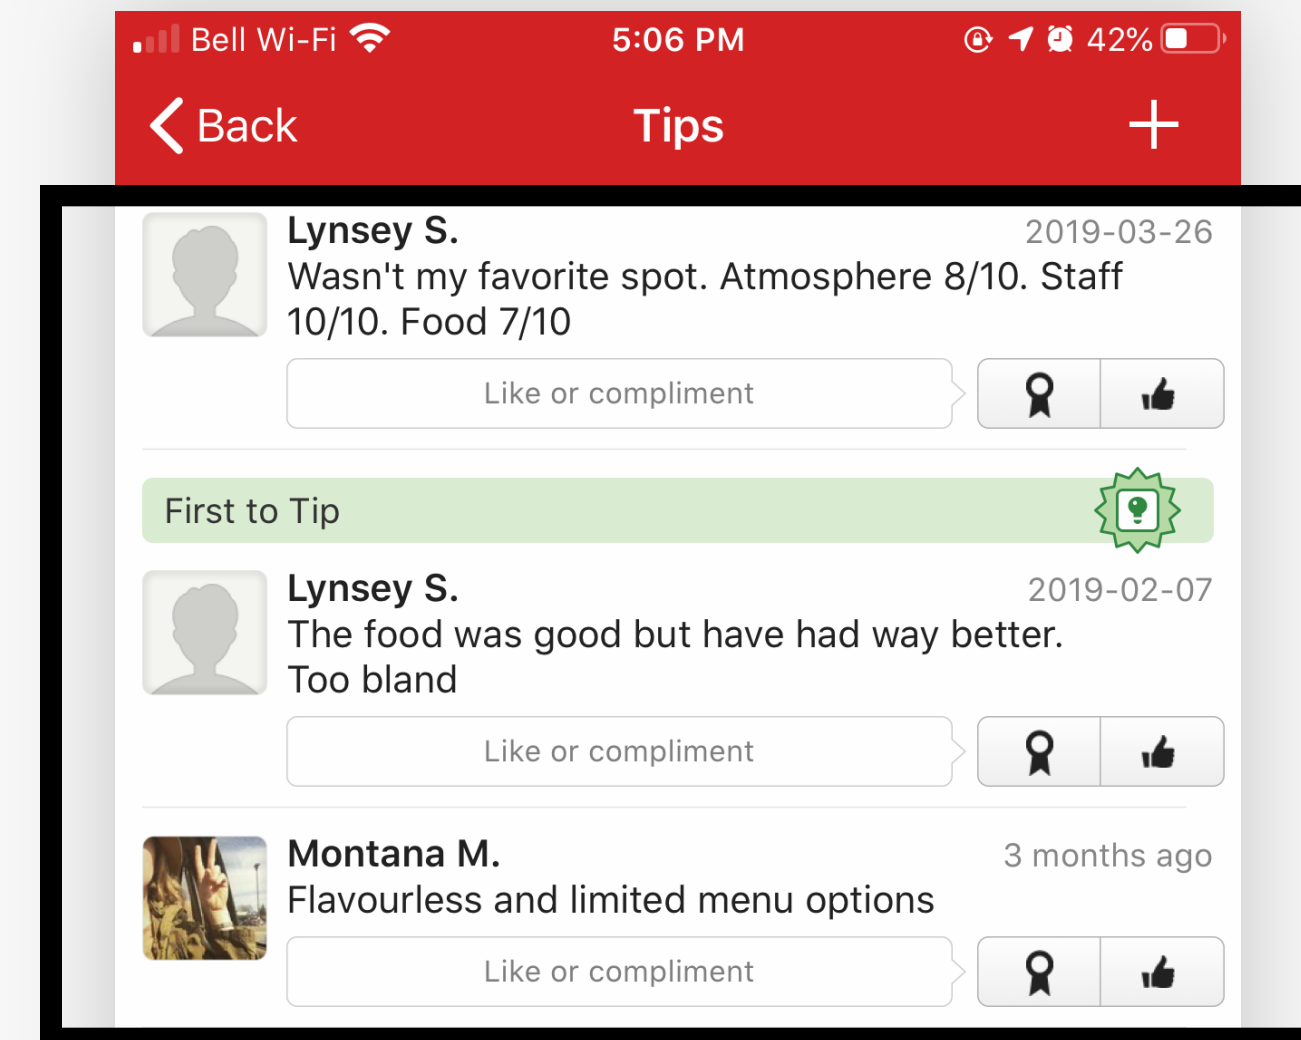 Bell Wi-Fi 5:06 PM 42%
Back Tips
Lynsey S. 2019-03-26
Wasn't my favorite spot. Atmosphere 8/10. Staff
10/10. Food 7/10
Like or compliment
First to Tip
Lynsey S. 2019-02-07
The food was good but have had way better.
Too bland
Like or compliment
Montana M. 3 months ago
Flavourless and limited menu options
Like or compliment